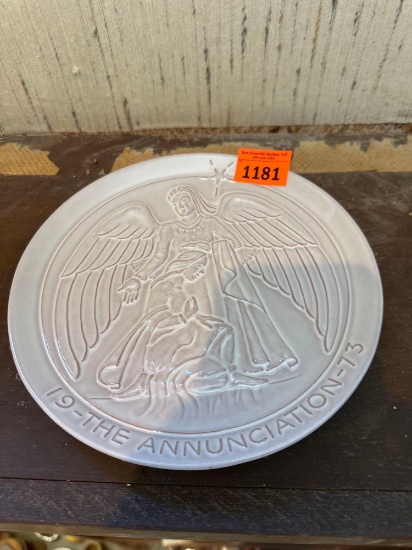 1181
19-THE ANNUNCIATION-73